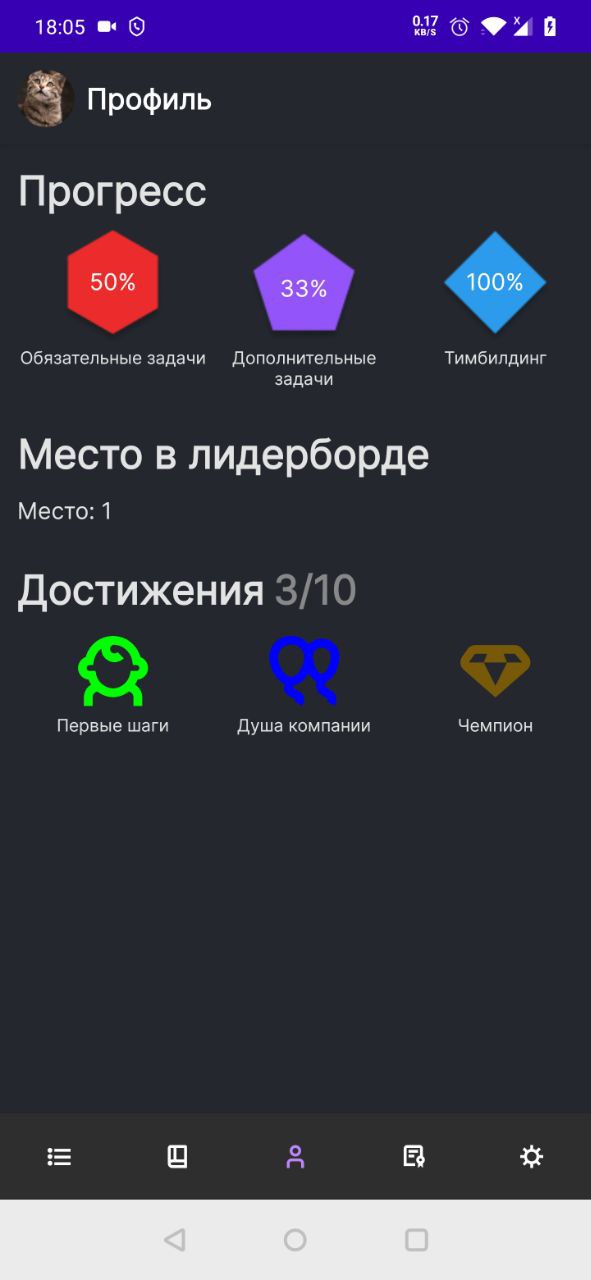 18:05
0.17
KB/S
x
Профиль
Прогресс
50%
33%
100%
Обязательные задачи
Дополнительные
задачи
Тимбилдинг
Место в лидерборде
Место: 1
Достижения 3/10
Первые шаги
Душа компании
Чемпион